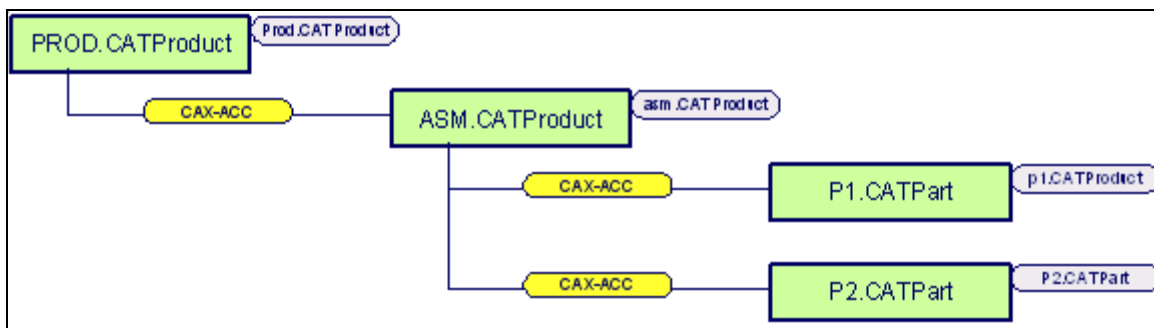 PROD.CATProduct
Prod.CATProduct
CAX-ACC
ASM.CATProduct
asm.CATProduct
CAX-ACC
P1.CATPart
p1.CATProduct
CAX-ACC
P2.CATPart
P2.CATPart